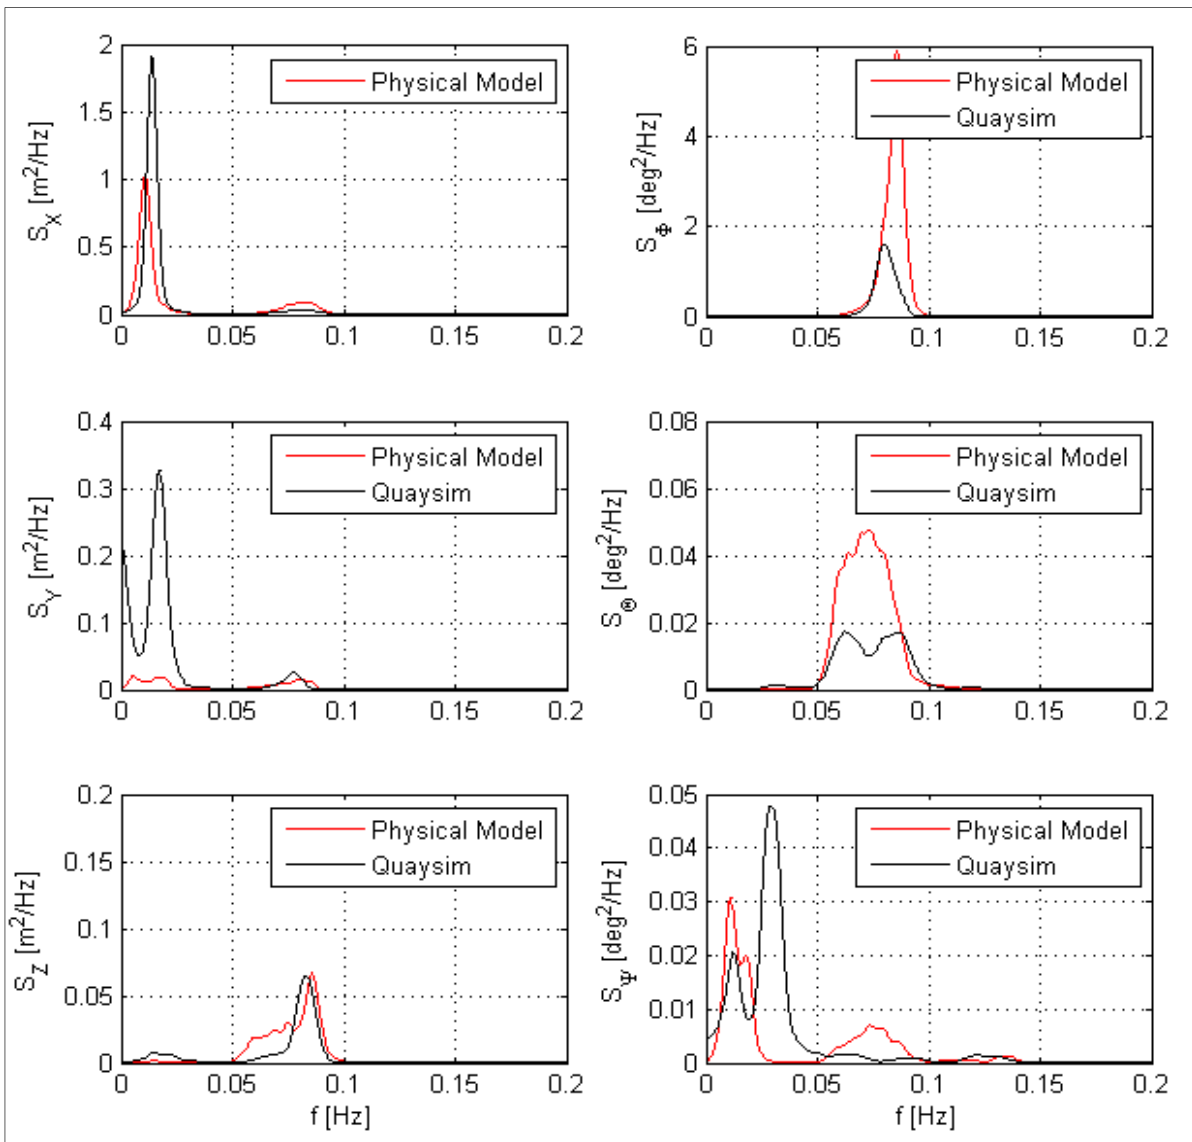 2
1.5
1
0.5
0
0 0.05 0.1 0.15 0.2
S_X [m²/Hz]
Physical Model
6
4
2
0
0 0.05 0.1 0.15 0.2
S_Φ [deg²/Hz]
Physical Model
Quaysim
0.4
0.3
0.2
0.1
0
0 0.05 0.1 0.15 0.2
S_Y [m²/Hz]
Physical Model
Quaysim
0.08
0.06
0.04
0.02
0
0 0.05 0.1 0.15 0.2
S_Θ [deg²/Hz]
Physical Model
Quaysim
0.2
0.15
0.1
0.05
0
0 0.05 0.1 0.15 0.2
S_Z [m²/Hz]
f [Hz]
Physical Model
Quaysim
0.05
0.04
0.03
0.02
0.01
0
0 0.05 0.1 0.15 0.2
S_Ψ [deg²/Hz]
f [Hz]
Physical Model
Quaysim